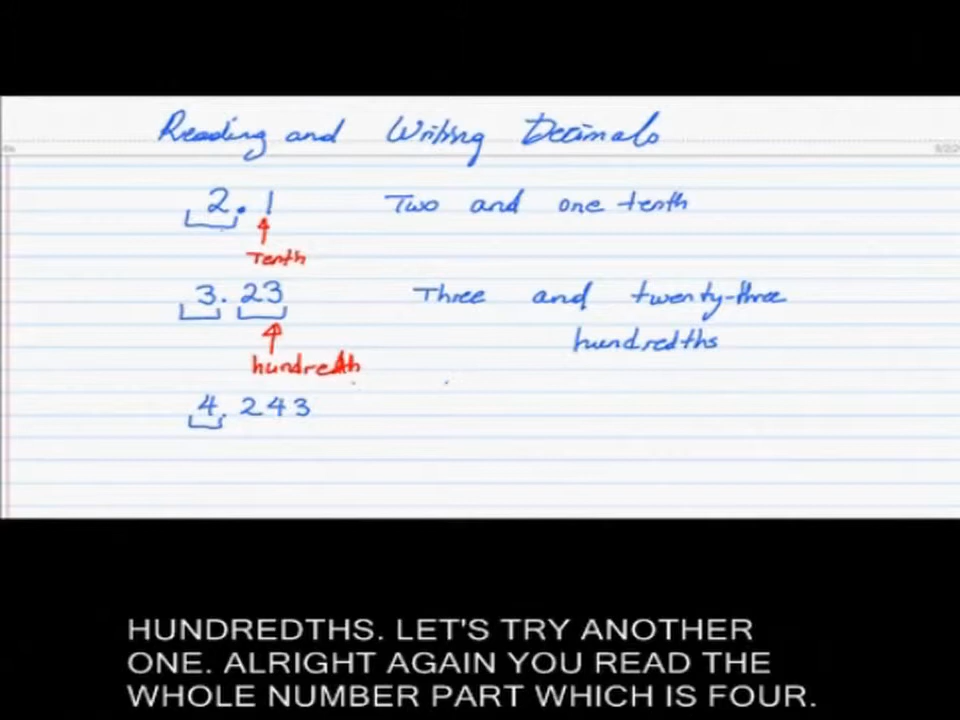 Reading and Writing Decimals
2.1 Two and one tenth
Tenth
3.23 Three and twenty-three
hundredths
hundredth
4.243
HUNDREDTHS. LET'S TRY ANOTHER
ONE. ALRIGHT AGAIN YOU READ THE
WHOLE NUMBER PART WHICH IS FOUR.